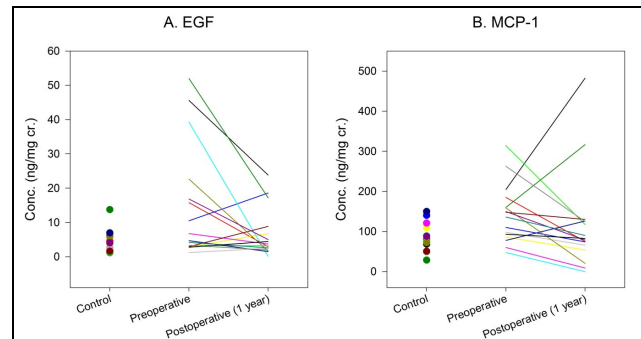 A. EGF
Conc. (ng/mg cr.)
60
50
40
30
20
10
0
Control
Preoperative
Postoperative (1 year)
B. MCP-1
Conc. (ng/mg cr.)
500
400
300
200
100
0
Control
Preoperative
Postoperative (1 year)